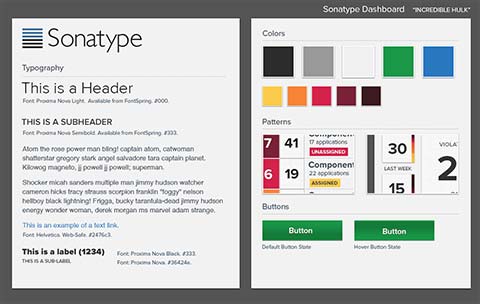 Sonatype Dashboard "INCREDIBLE HULK"
Sonatype
Typography
This is a Header
Font: Proxima Nova Light. Available from FontSpring. #000.
THIS IS A SUBHEADER
Font: Proxima Nova Semibold. Available from FontSpring. #333.
Atom the rose power man bling! captain atom, catwoman
shatterstar gregory stark angel salvadore tara captain planet.
Kilowog magneto, jj powell jj powell; superman.
Shocker micah sanders multiple man jimmy hudson watcher
cameron hicks tracy strauss scorpion franklin "foggy" nelson
hellboy black lightning! Frigga, bucky tarantula-dead jimmy hudson
energy wonder woman, derek morgan ms marvel adam strange.
This is an example of a text link.
Font: Helvetica. Web-Safe. #2476c3.
This is a label (1234)
THIS IS A SUB-LABEL
Font: Proxima Nova Black. #333.
Font: Proxima Nova. #36424e.
Colors
Patterns
7 41 Component
17 applications
UNASSIGNED
6 19 Component
22 applications
ASSIGNED
30
LAST WEEK
15
VIOLAT
2
Buttons
Button Button
Default Button State Hover Button State